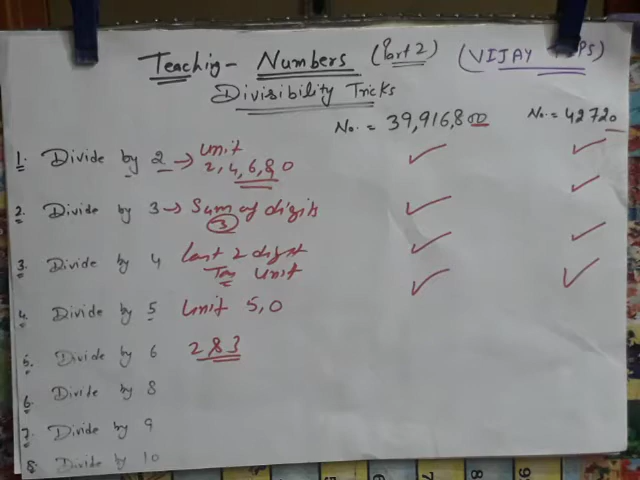 Teachig - Numbers (Part 2) (VIJAY
Divisibility Tricks
No. = 39,916,800 No. = 42720
1. Divide by 2 → Unit
2, 4, 6, 8, 0
2. Divide by 3 → Sum of digits
3
3. Divide by 4 Last 2 digit
Ten Unit
4. Divide by 5 Unit 5,0
5. Divide by 6 2 & 3
6. Divide by 8
7. Divide by 9
8. Divide by 10
7 8 9